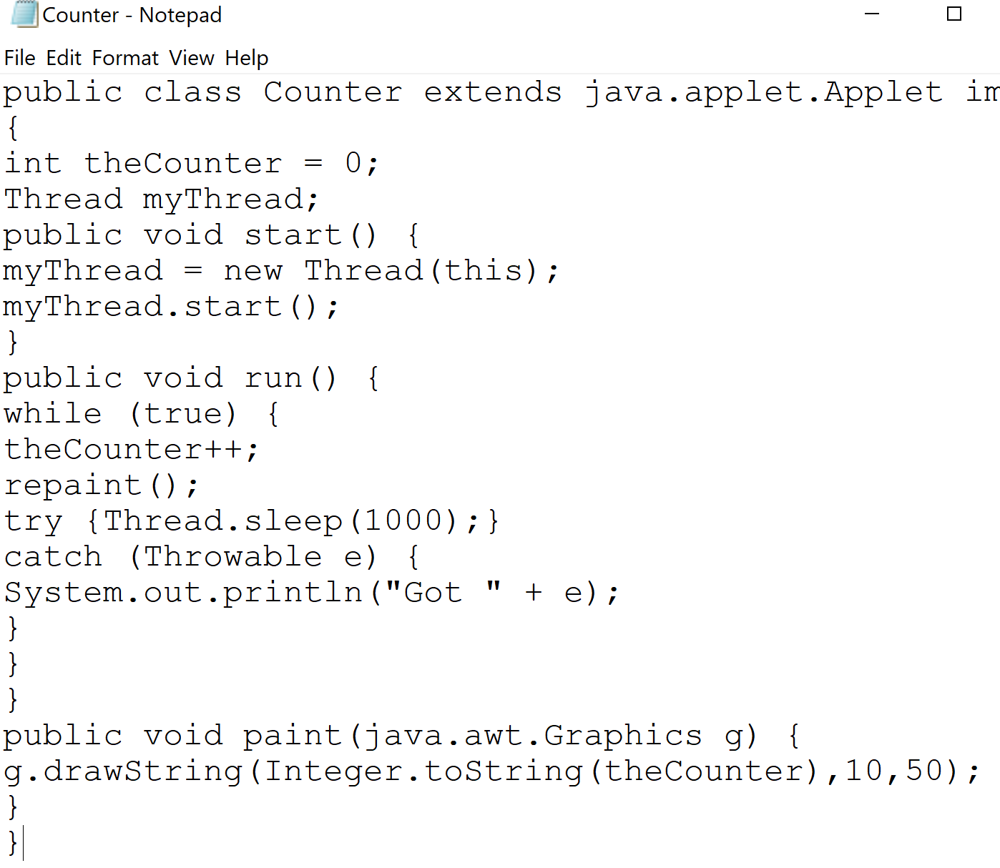 Counter - Notepad
File Edit Format View Help
public class Counter extends java.applet.Applet im
{
int theCounter = 0;
Thread myThread;
public void start() {
myThread = new Thread(this);
myThread.start();
}
public void run() {
while (true) {
theCounter++;
repaint();
try {Thread.sleep(1000);}
catch (Throwable e) {
System.out.println("Got " + e);
}
}
}
public void paint(java.awt.Graphics g) {
g.drawString(Integer.toString(theCounter),10,50);
}
}